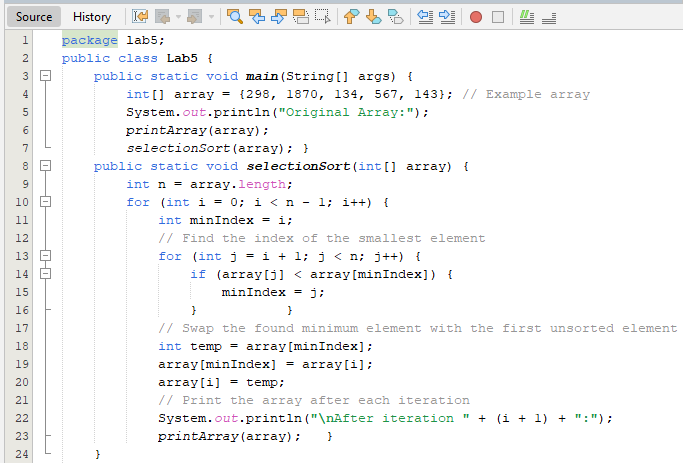 Source History
1 package lab5;
2 public class Lab5 {
3 public static void main(String[] args) {
4 int[] array = {298, 1870, 134, 567, 143}; // Example array
5 System.out.println("Original Array:");
6 printArray(array);
7 selectionSort(array); }
8 public static void selectionSort(int[] array) {
9 int n = array.length;
10 for (int i = 0; i < n - 1; i++) {
11 int minIndex = i;
12 // Find the index of the smallest element
13 for (int j = i + 1; j < n; j++) {
14 if (array[j] < array[minIndex]) {
15 minIndex = j;
16 } }
17 // Swap the found minimum element with the first unsorted element
18 int temp = array[minIndex];
19 array[minIndex] = array[i];
20 array[i] = temp;
21 // Print the array after each iteration
22 System.out.println("\nAfter iteration " + (i + 1) + ":");
23 printArray(array); }
24 }